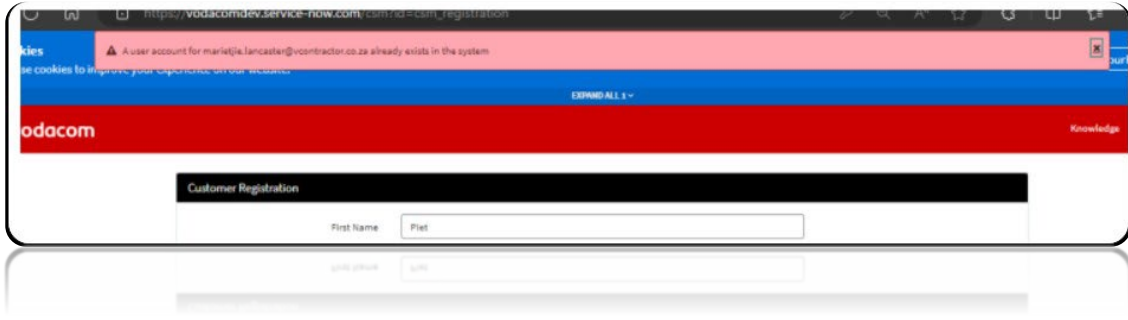 https://vodacomdev.service-now.com/csm?id=csm_registration
kies
A user account for marietjie.lancaster@vcontractor.co.za already exists in the system
se cookies to improve your experience on our website.
EXPAND ALL 1
odacom
Knowledge
Customer Registration
First Name
Piet